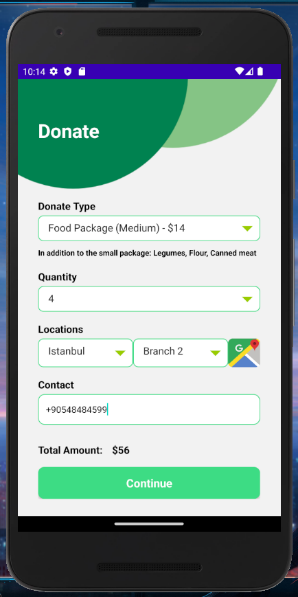 10:14
Donate
Donate Type
Food Package (Medium) - $14
In addition to the small package: Legumes, Flour, Canned meat
Quantity
4
Locations
Istanbul
Branch 2
G
Contact
+90548484599
Total Amount: $56
Continue